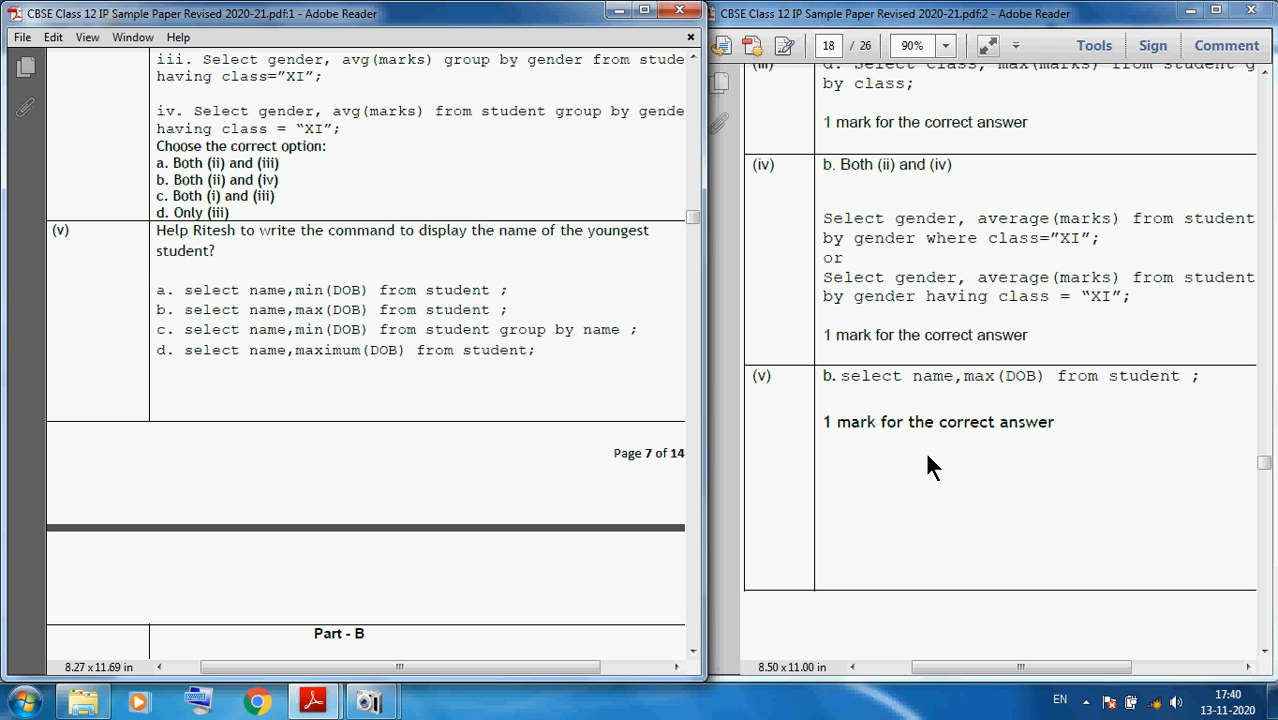 CBSE Class 12 IP Sample Paper Revised 2020-21.pdf:1 - Adobe Reader
File Edit View Window Help
iii. Select gender, avg(marks) group by gender from stude
having class=”XI”;
iv. Select gender, avg(marks) from student group by gende
having class = “XI”;
Choose the correct option:
a. Both (ii) and (iii)
b. Both (ii) and (iv)
c. Both (i) and (iii)
d. Only (iii)
(v) Help Ritesh to write the command to display the name of the youngest
student?
a. select name,min(DOB) from student ;
b. select name,max(DOB) from student ;
c. select name,min(DOB) from student group by name ;
d. select name,maximum(DOB) from student;
Page 7 of 14
Part - B
8.27 x 11.69 in
CBSE Class 12 IP Sample Paper Revised 2020-21.pdf:2 - Adobe Reader
18 / 26 90% Tools Sign Comment
(iii) d. Select class, max(marks) from student g
by class;
1 mark for the correct answer
(iv) b. Both (ii) and (iv)
Select gender, average(marks) from student
by gender where class=”XI”;
or
Select gender, average(marks) from student
by gender having class = “XI”;
1 mark for the correct answer
(v) b. select name,max(DOB) from student ;
1 mark for the correct answer
8.50 x 11.00 in
EN
17:40
13-11-2020